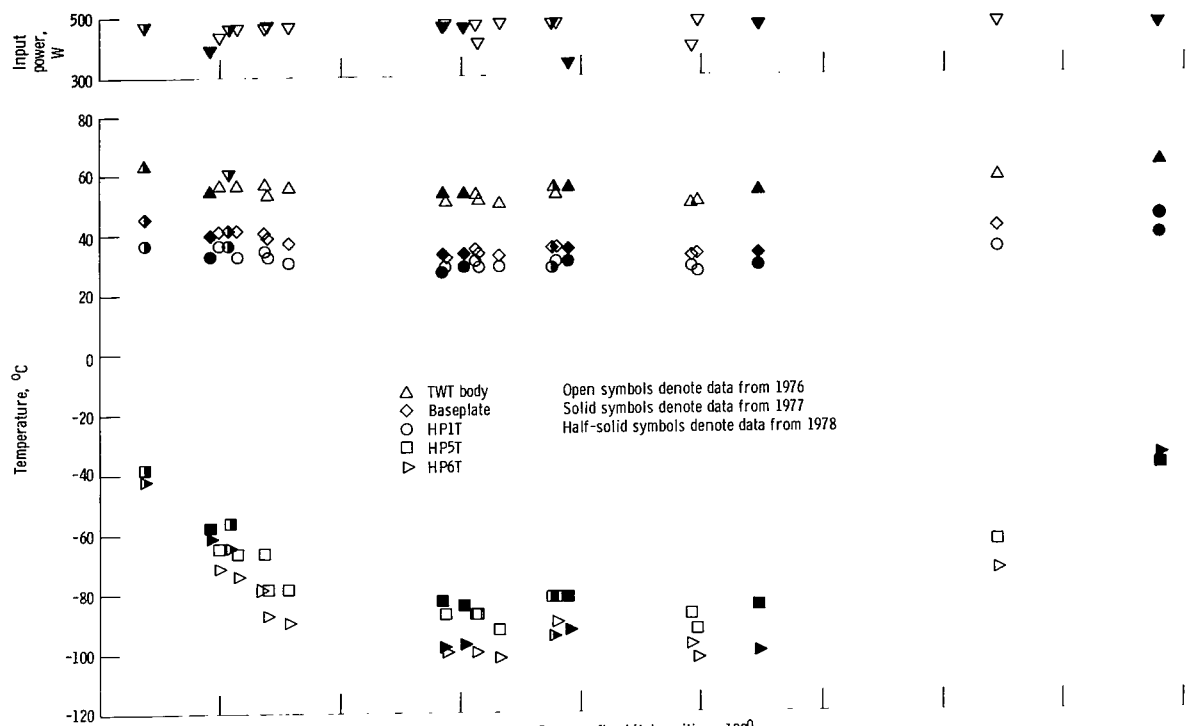 500
Input
power,
W
300
80
60
40
20
0
-20
-40
-60
-80
-100
-120
Temperature, °C
TWT body
Baseplate
HP1T
HP5T
HP6T
Open symbols denote data from 1976
Solid symbols denote data from 1977
Half-solid symbols denote data from 1978